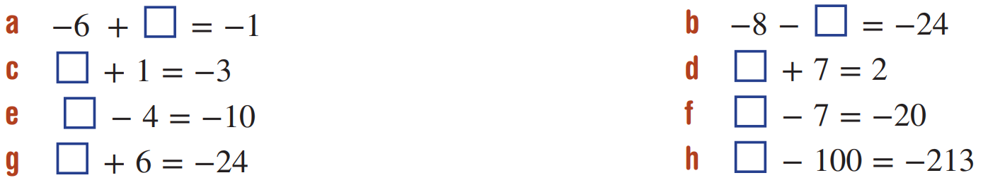 a −6 + □ = −1
b −8 − □ = −24
c □ + 1 = −3
d □ + 7 = 2
e □ − 4 = −10
f □ − 7 = −20
g □ + 6 = −24
h □ − 100 = −213